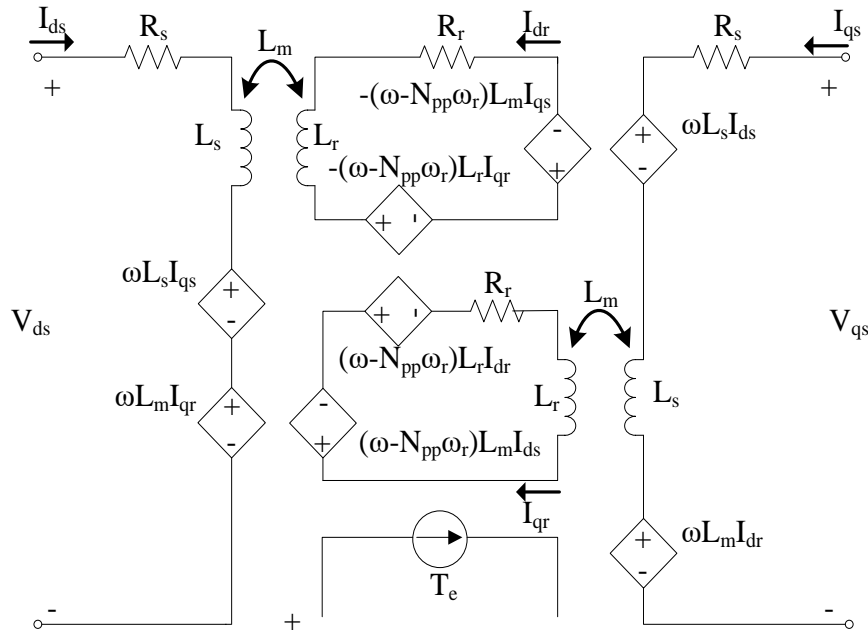 I_ds
R_s
L_m
R_r
I_dr
R_s
I_qs
+
-(ω-N_ppω_r)L_mI_qs
+
L_s
L_r
-
+
+
-
ωL_sI_ds
-(ω-N_ppω_r)L_rI_qr
+
-
ωL_sI_qs
+
-
+
-
R_r
L_m
V_ds
V_qs
(ω-N_ppω_r)L_rI_dr
ωL_mI_qr
+
-
-
+
L_r
L_s
(ω-N_ppω_r)L_mI_ds
I_qr
+
-
ωL_mI_dr
T_e
-
+
-